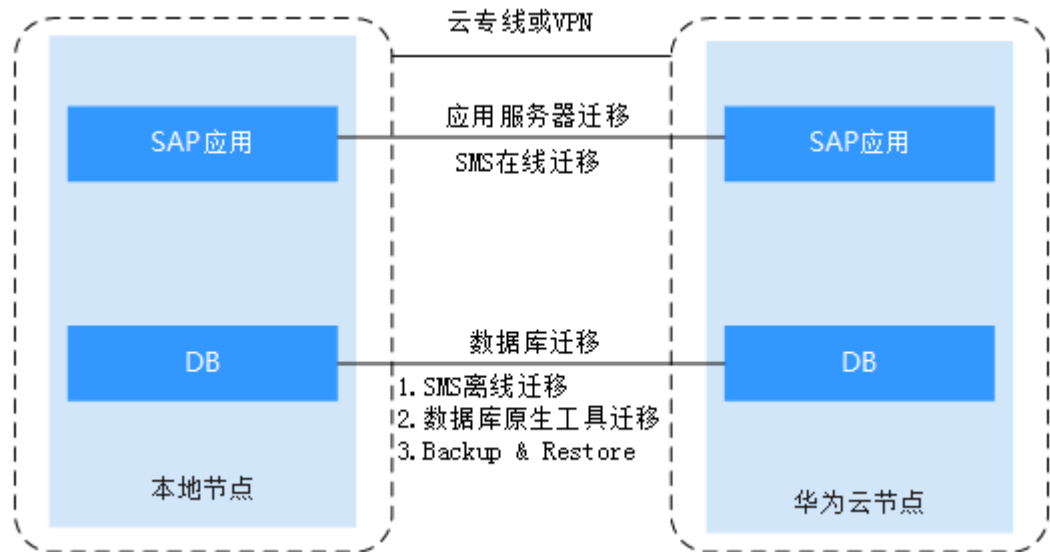 云专线或VPN
应用服务器迁移
SAP应用
SAP应用
SMS在线迁移
数据库迁移
DB
DB
1.SMS离线迁移
2.数据库原生工具迁移
3.Backup & Restore
本地节点
华为云节点